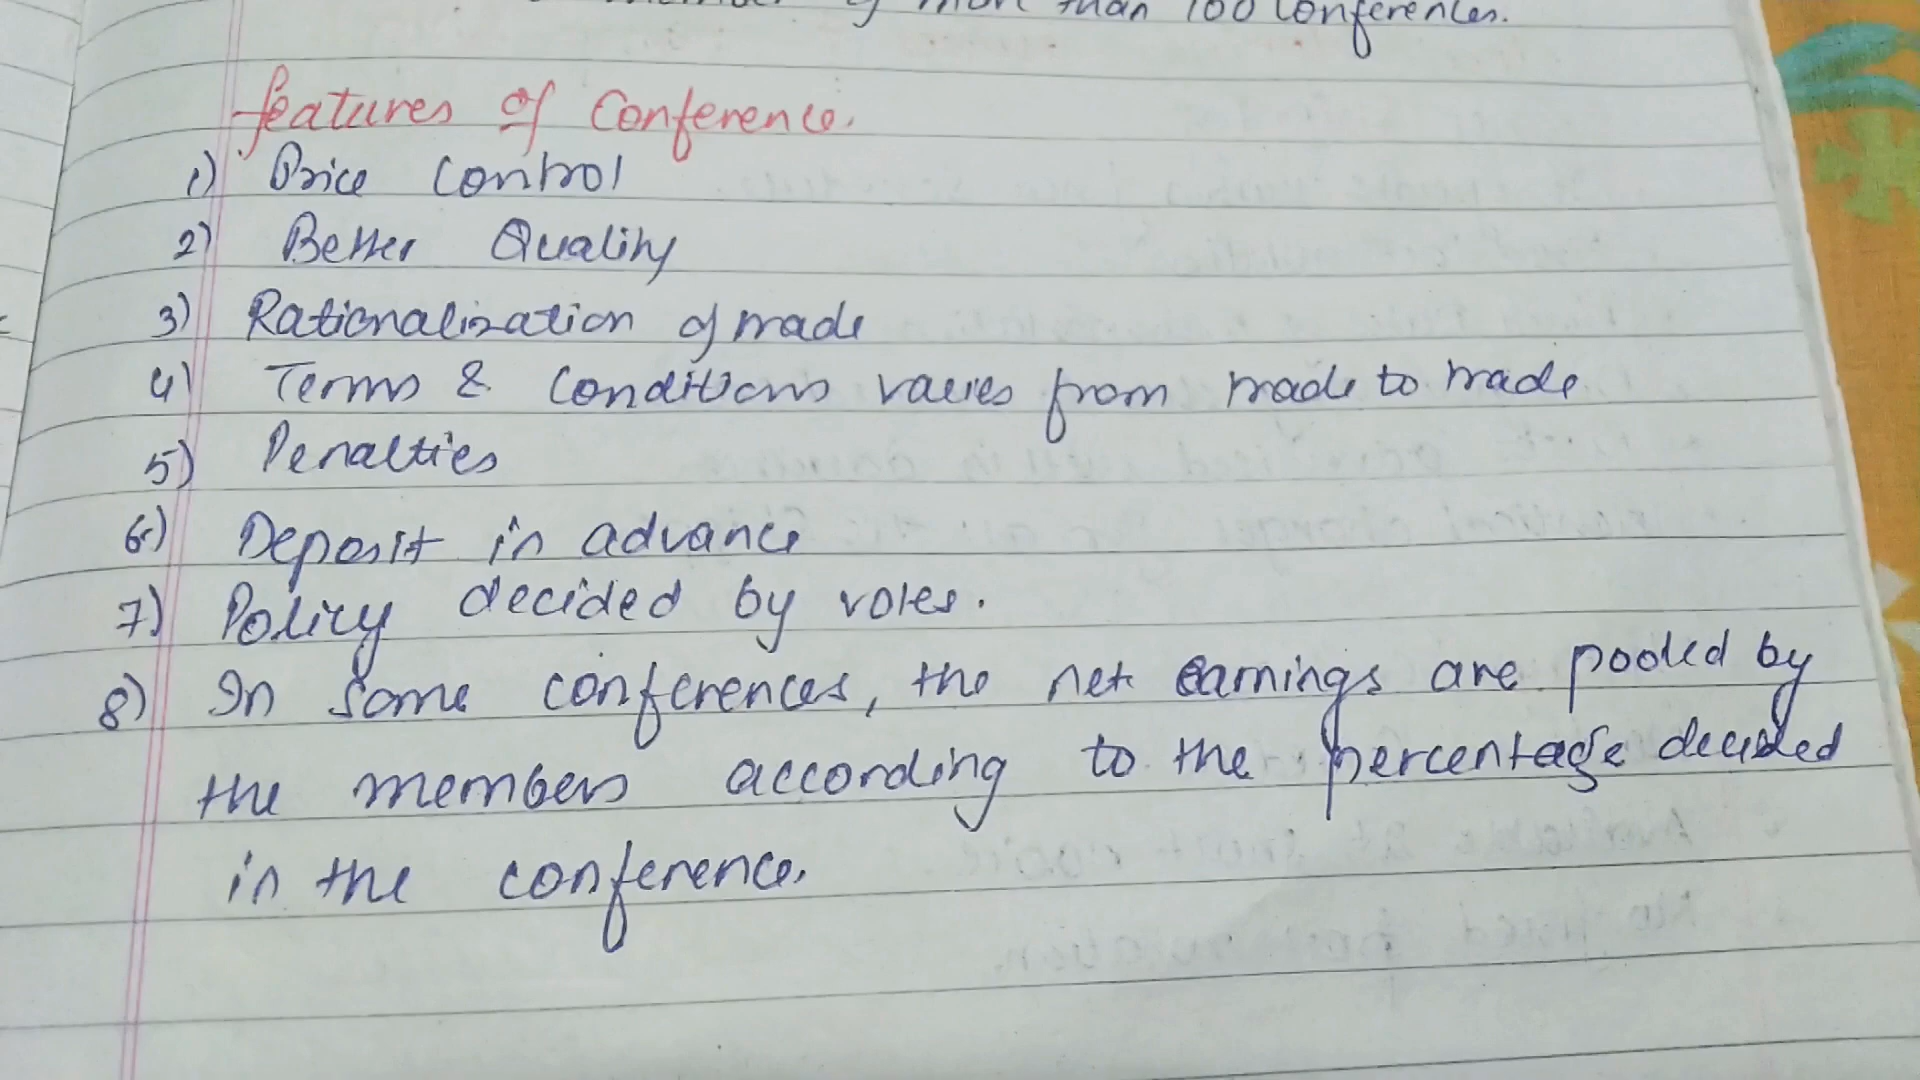 more than 100 Conferences.
features of Conference.
1) Price Control
2) Better Quality
3) Rationalization of trade
4) Terms & Conditions varies from trade to trade
5) Penalties
6) Deposit in advance
7) Policy decided by votes.
8) In some conferences, the net earnings are pooled by
the members according to the percentage decided
in the conference.